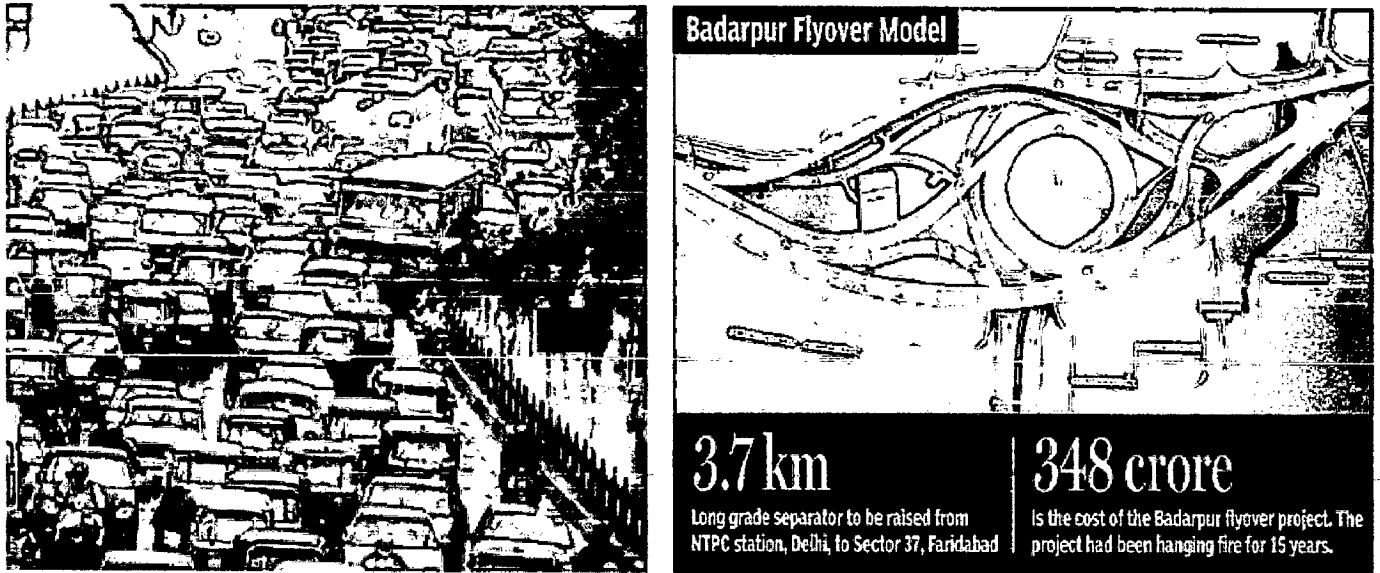 Badarpur Flyover Model
3.7 km
Long grade separator to be raised from
NTPC station, Delhi, to Sector 37, Faridabad
348 crore
is the cost of the Badarpur flyover project. The
project had been hanging fire for 15 years.